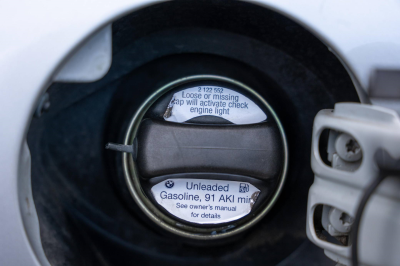 2 122 552
Loose or missing
cap will activate check
engine light
Unleaded
Gasoline, 91 AKI min
See owner's manual
for details